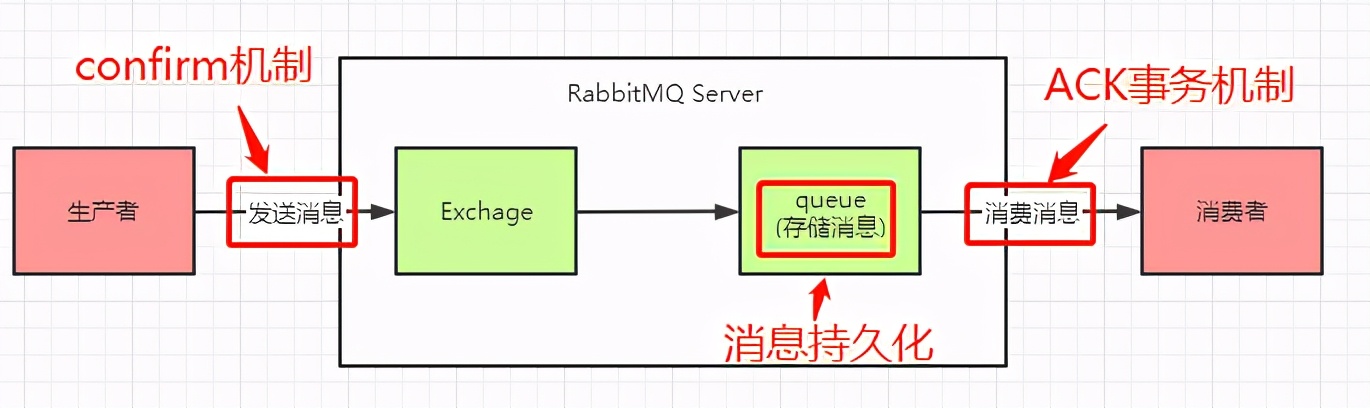 confirm机制
ACK事务机制
RabbitMQ Server
生产者
发送消息
Exchage
queue
(存储消息)
消费消息
消费者
消息持久化